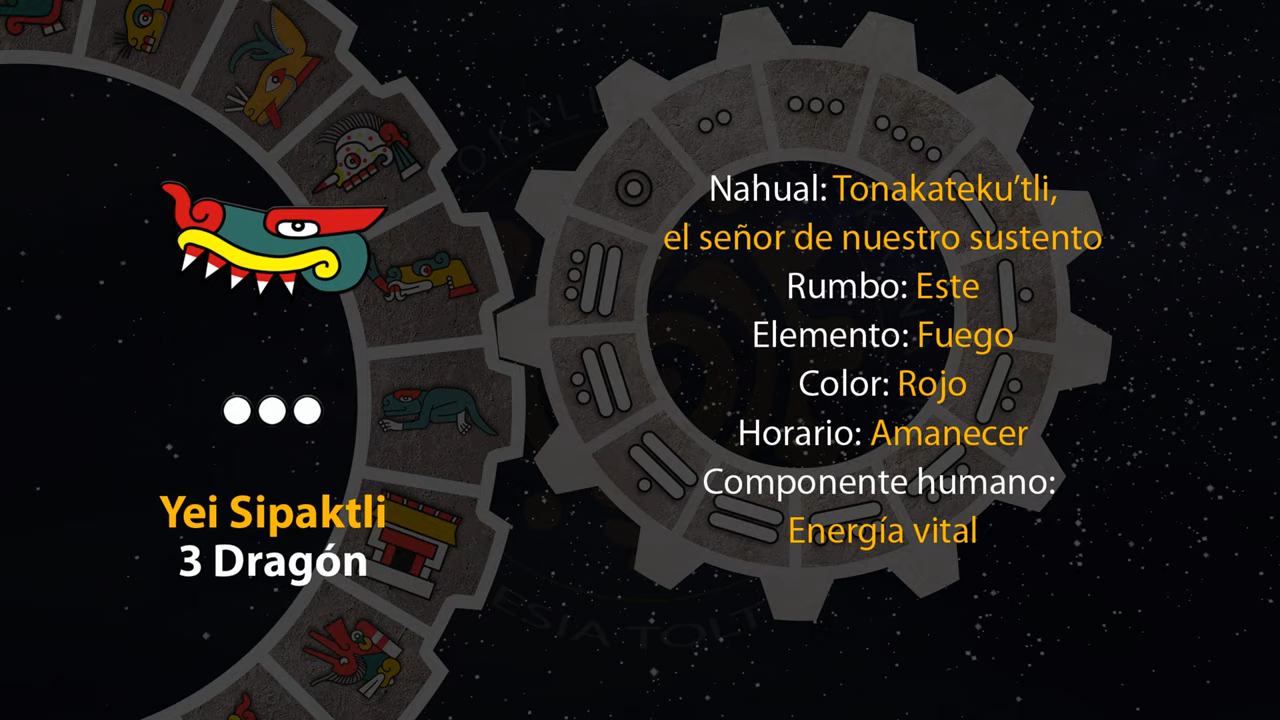 Yei Sipaktli
3 Dragón
Nahual: Tonakateku’tli,
el señor de nuestro sustento
Rumbo: Este
Elemento: Fuego
Color: Rojo
Horario: Amanecer
Componente humano:
Energía vital